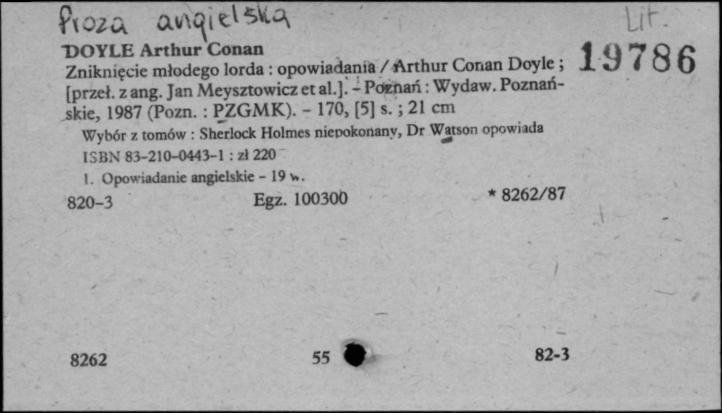 Proza angielska
Lit.
DOYLE Arthur Conan
19786
Zniknięcie młodego lorda : opowiadania / Arthur Conan Doyle ;
[przeł. z ang. Jan Meysztowicz et al.]. - Poznań : Wydaw. Poznań-
skie, 1987 (Pozn. : PZGMK). - 170, [5] s. ; 21 cm
Wybór z tomów : Sherlock Holmes niepokonany, Dr Watson opowiada
ISBN 83-210-0443-1 : zł 220
1. Opowiadanie angielskie - 19 w.
820-3 Egz. 100300 * 8262/87
8262 55 82-3